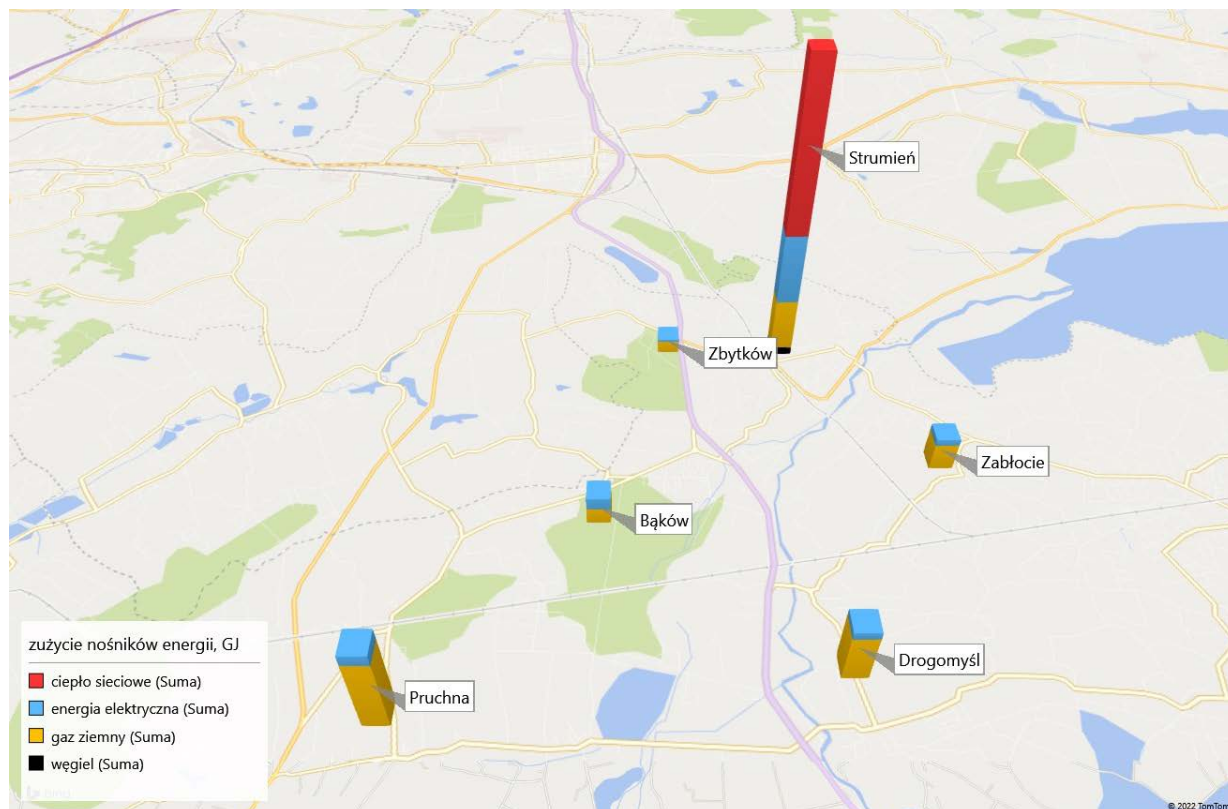 Strumień
Zbytków
Zabłocie
Bąków
Drogomyśl
Pruchna
zużycie nośników energii, GJ
ciepło sieciowe (Suma)
energia elektryczna (Suma)
gaz ziemny (Suma)
węgiel (Suma)
© 2022 TomTom